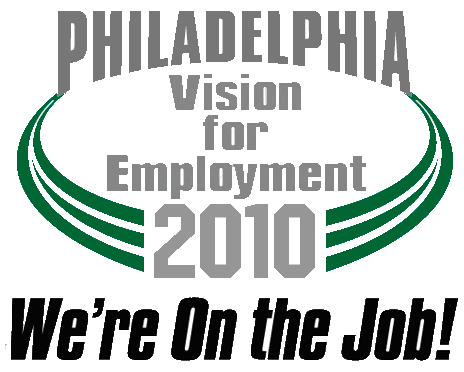 PHILADELPHIA
Vision
for
Employment
2010
We're On the Job!